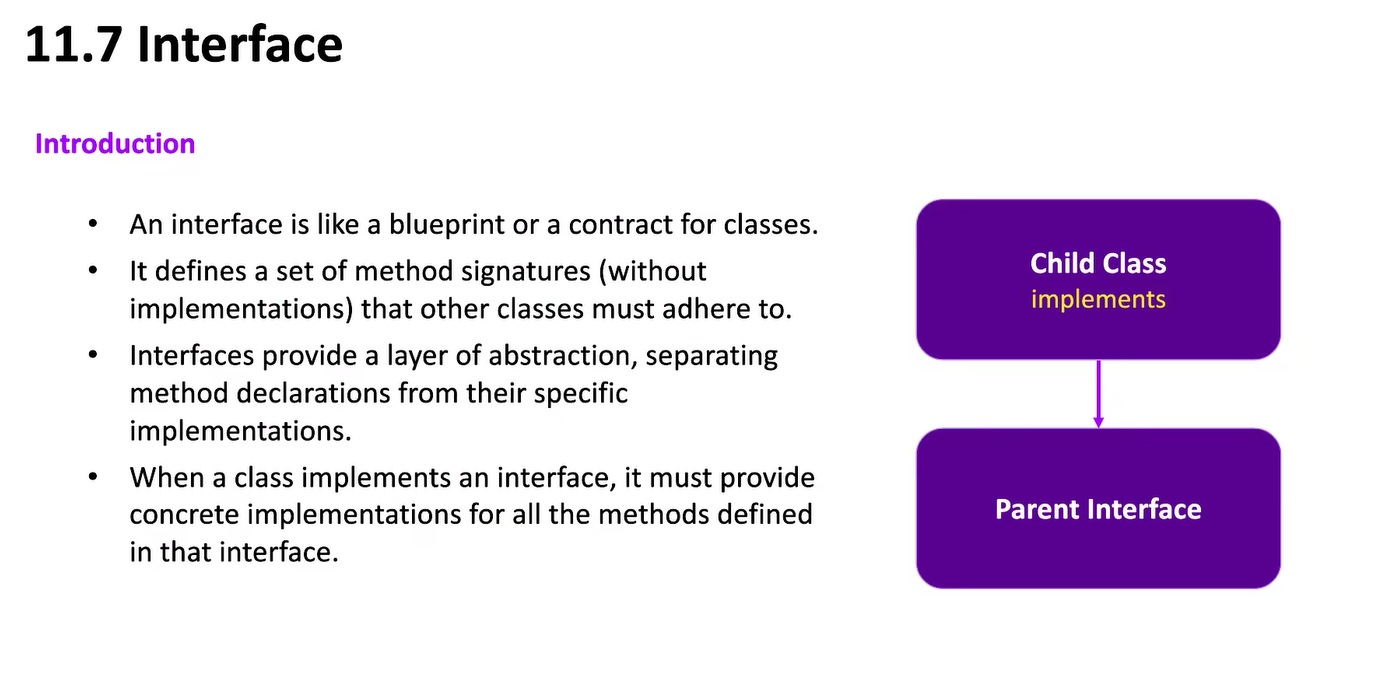 11.7 Interface
Introduction
• An interface is like a blueprint or a contract for classes.
• It defines a set of method signatures (without
implementations) that other classes must adhere to.
• Interfaces provide a layer of abstraction, separating
method declarations from their specific
implementations.
• When a class implements an interface, it must provide
concrete implementations for all the methods defined
in that interface.
Child Class
implements
Parent Interface